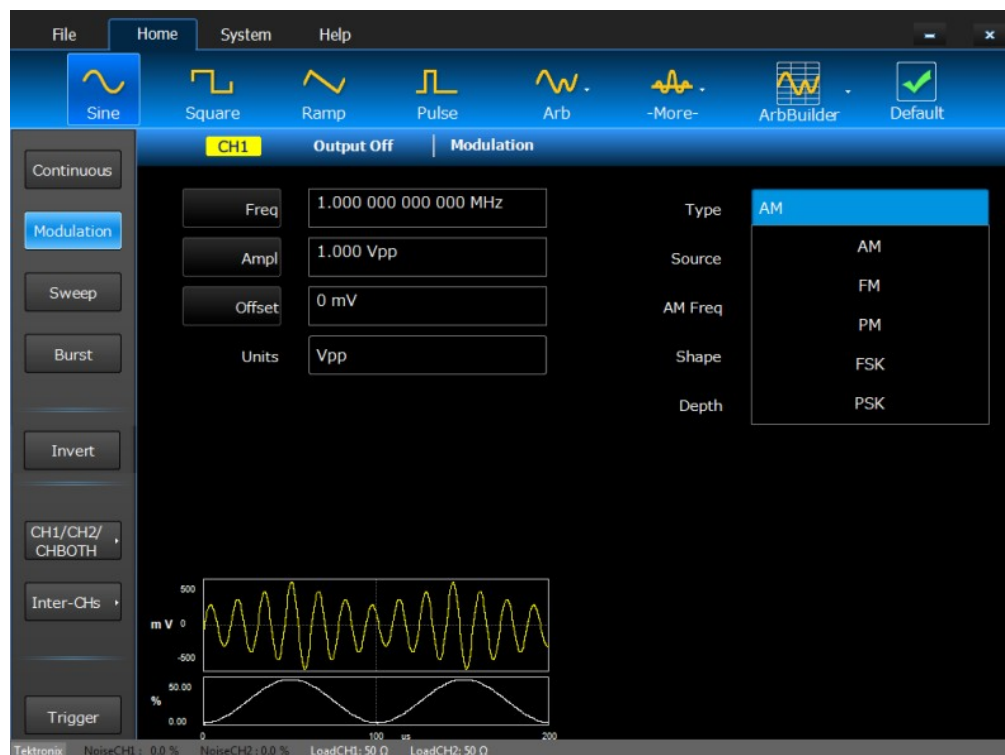 File Home System Help
Sine Square Ramp Pulse Arb -More- ArbBuilder Default
CH1 Output Off Modulation
Continuous
Modulation
Sweep
Burst
Invert
CH1/CH2/
CHBOTH
Inter-CHs
Trigger
Freq 1.000 000 000 000 MHz
Ampl 1.000 Vpp
Offset 0 mV
Units Vpp
Type AM
Source AM
AM Freq FM
PM
Shape FSK
Depth PSK
500
mV 0
-500
50.00
%
0.00
0 100 us 200
Tektronix NoiseCH1 : 0.0 % NoiseCH2 : 0.0 % LoadCH1: 50 Ω LoadCH2: 50 Ω